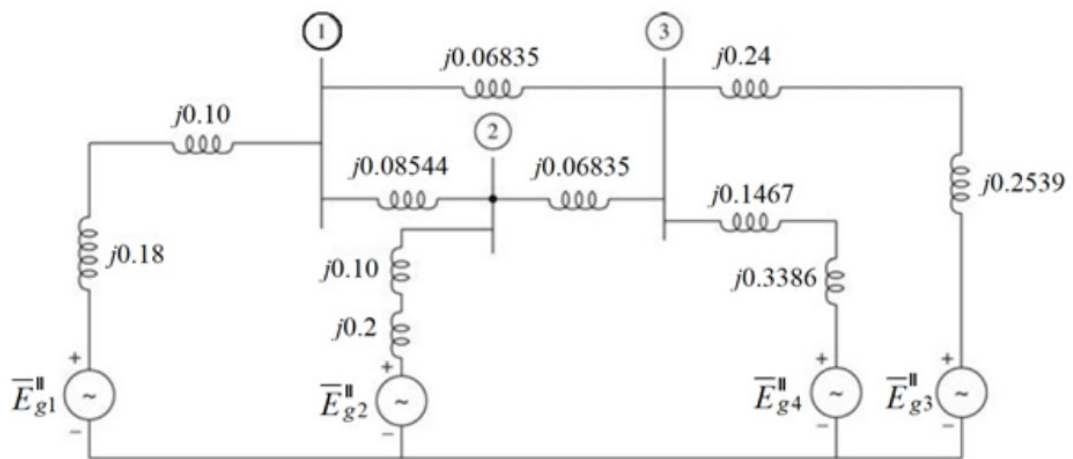 1
3
j0.06835
j0.24
j0.10
2
j0.08544
j0.06835
j0.1467
j0.2539
j0.18
j0.10
j0.3386
j0.2
+
+
+
+
E̅"g1
~
E̅"g2
~
E̅"g4
~
E̅"g3
~
−
−
−
−